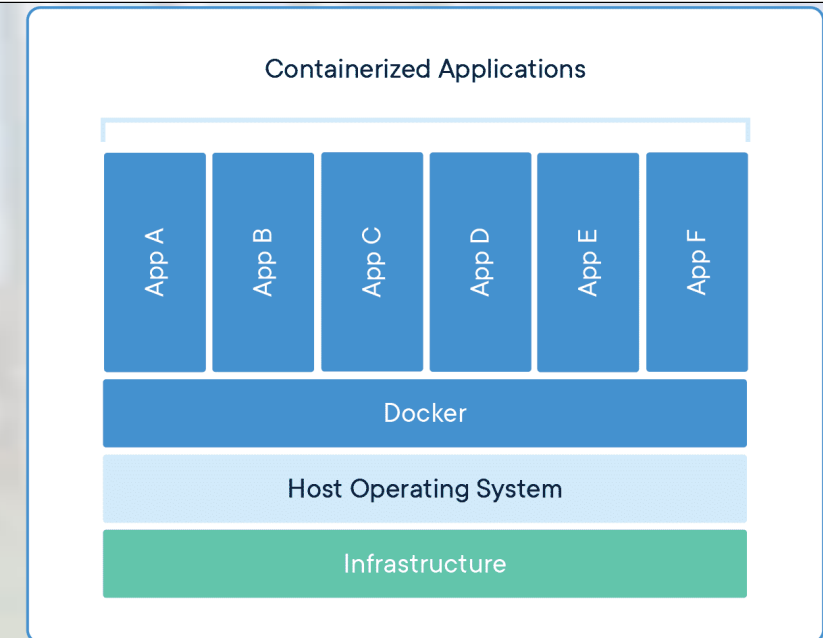 Containerized Applications
App A
App B
App C
App D
App E
App F
Docker
Host Operating System
Infrastructure